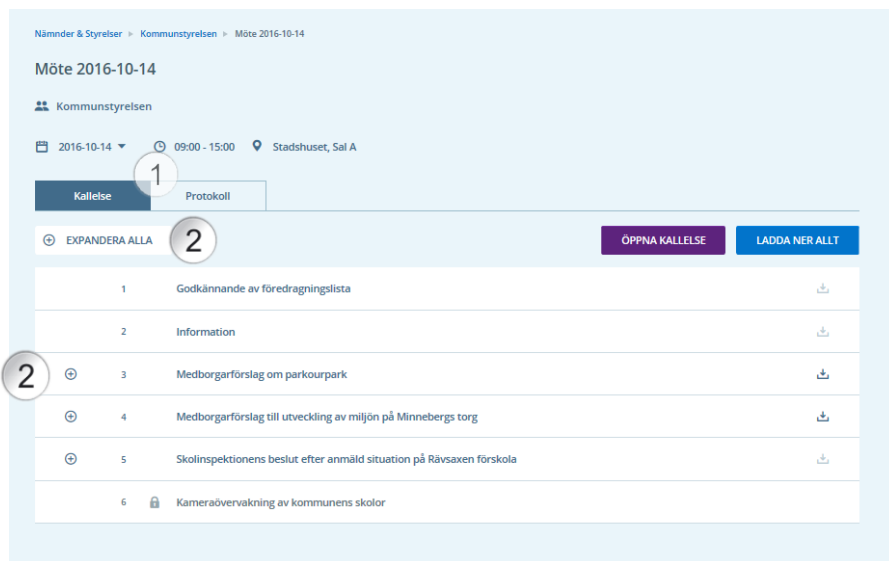 Nämnder & Styrelser ▸ Kommunstyrelsen ▸ Möte 2016-10-14
Möte 2016-10-14
Kommunstyrelsen
2016-10-14 09:00 - 15:00 Stadshuset, Sal A
1
Kallelse Protokoll
EXPANDERA ALLA 2 ÖPPNA KALLELSE LADDA NER ALLT
1 Godkännande av föredragningslista
2 Information
2 3 Medborgarförslag om parkourpark
4 Medborgarförslag till utveckling av miljön på Minnebergs torg
5 Skolinspektionens beslut efter anmäld situation på Rävsaxen förskola
6 Kameraövervakning av kommunens skolor